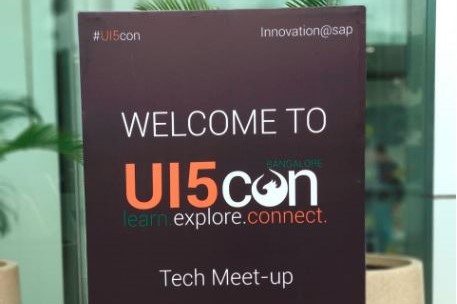 #UI5con
Innovation@sap
WELCOME TO
BANGALORE
UI5con
learn.explore.connect.
Tech Meet-up